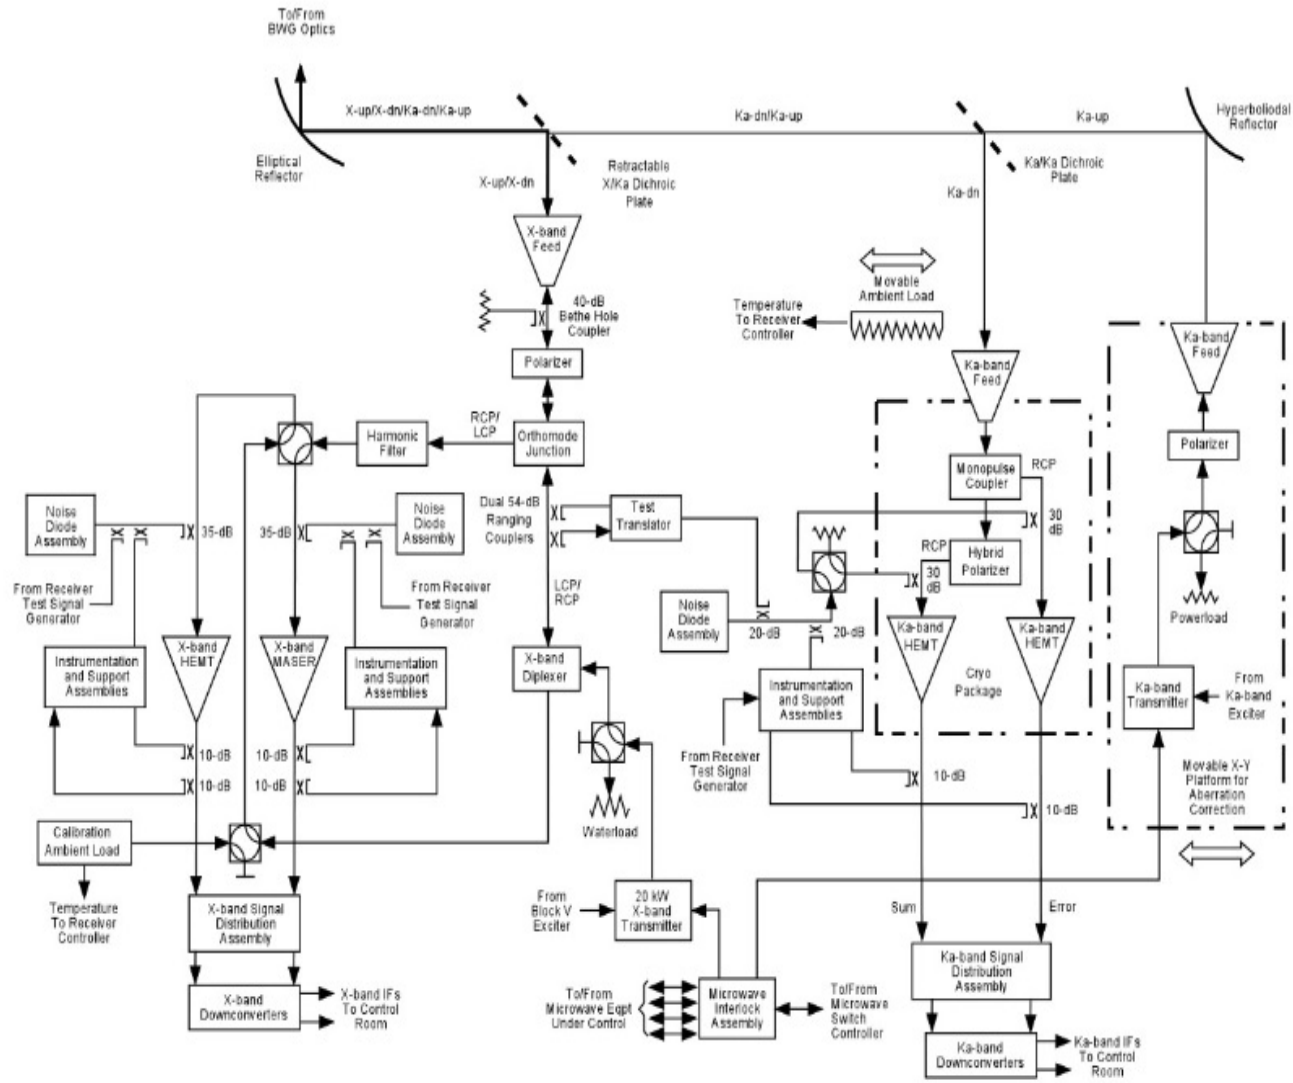 To/From
BWG Optics
X-up/X-dn/Ka-dn/Ka-up
Ka-dn/Ka-up
Ka-up
Hyperboliodal
Reflector
Elliptical
Reflector
Retractable
X/Ka Dichroic
Plate
Ka/Ka Dichroic
Plate
X-up/X-dn
Ka-dn
X-band
Feed
40-dB
Bethe Hole
Coupler
Movable
Ambient Load
Temperature
To Receiver
Controller
Polarizer
Ka-band
Feed
Ka-band
Feed
RCP/
LCP
Harmonic
Filter
Orthomode
Junction
Polarizer
Monopulse
Coupler
RCP
Noise
Diode
Assembly
35-dB
35-dB
Noise
Diode
Assembly
Dual 54-dB
Ranging
Couplers
Test
Translator
30
dB
RCP
Hybrid
Polarizer
30
dB
From Receiver
Test Signal
Generator
From Receiver
Test Signal
Generator
LCP/
RCP
Noise
Diode
Assembly
20-dB
20-dB
Powerload
X-band
HEMT
X-band
MASER
Ka-band
HEMT
Ka-band
HEMT
Instrumentation
and Support
Assemblies
Instrumentation
and Support
Assemblies
X-band
Diplexer
Instrumentation
and Support
Assemblies
Cryo
Package
Ka-band
Transmitter
From
Ka-band
Exciter
10-dB
10-dB
10-dB
10-dB
From Receiver
Test Signal
Generator
10-dB
10-dB
Movable X-Y
Platform for
Aberration
Correction
Waterload
Calibration
Ambient Load
Temperature
To Receiver
Controller
X-band Signal
Distribution
Assembly
From
Block V
Exciter
20 kW
X-band
Transmitter
Sum
Error
Ka-band Signal
Distribution
Assembly
X-band
Downconverters
X-band IFs
To Control
Room
To/From
Microwave Eqpt
Under Control
Microwave
Interlock
Assembly
To/From
Microwave
Switch
Controller
Ka-band
Downconverters
Ka-band IFs
To Control
Room